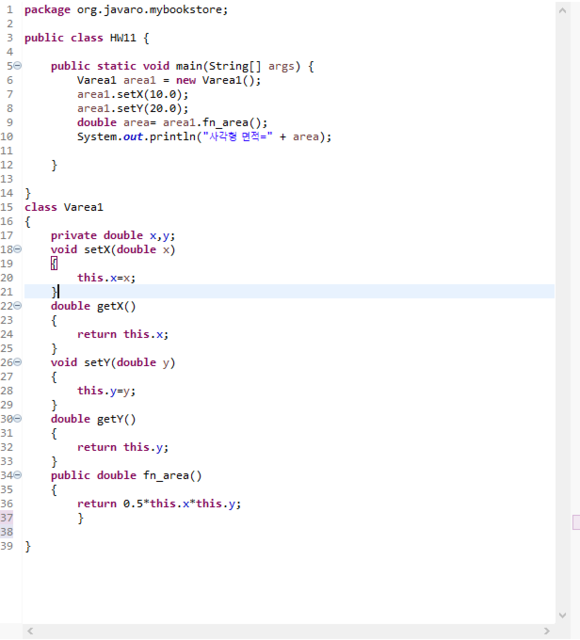 1 package org.javaro.mybookstore;
2
3 public class HW11 {
4
5     public static void main(String[] args) {
6         Varea1 area1 = new Varea1();
7         area1.setX(10.0);
8         area1.setY(20.0);
9         double area= area1.fn_area();
10         System.out.println("사각형 면적=" + area);
11
12     }
13
14 }
15 class Varea1
16 {
17     private double x,y;
18     void setX(double x)
19     {
20         this.x=x;
21     }
22     double getX()
23     {
24         return this.x;
25     }
26     void setY(double y)
27     {
28         this.y=y;
29     }
30     double getY()
31     {
32         return this.y;
33     }
34     public double fn_area()
35     {
36         return 0.5*this.x*this.y;
37         }
38
39 }